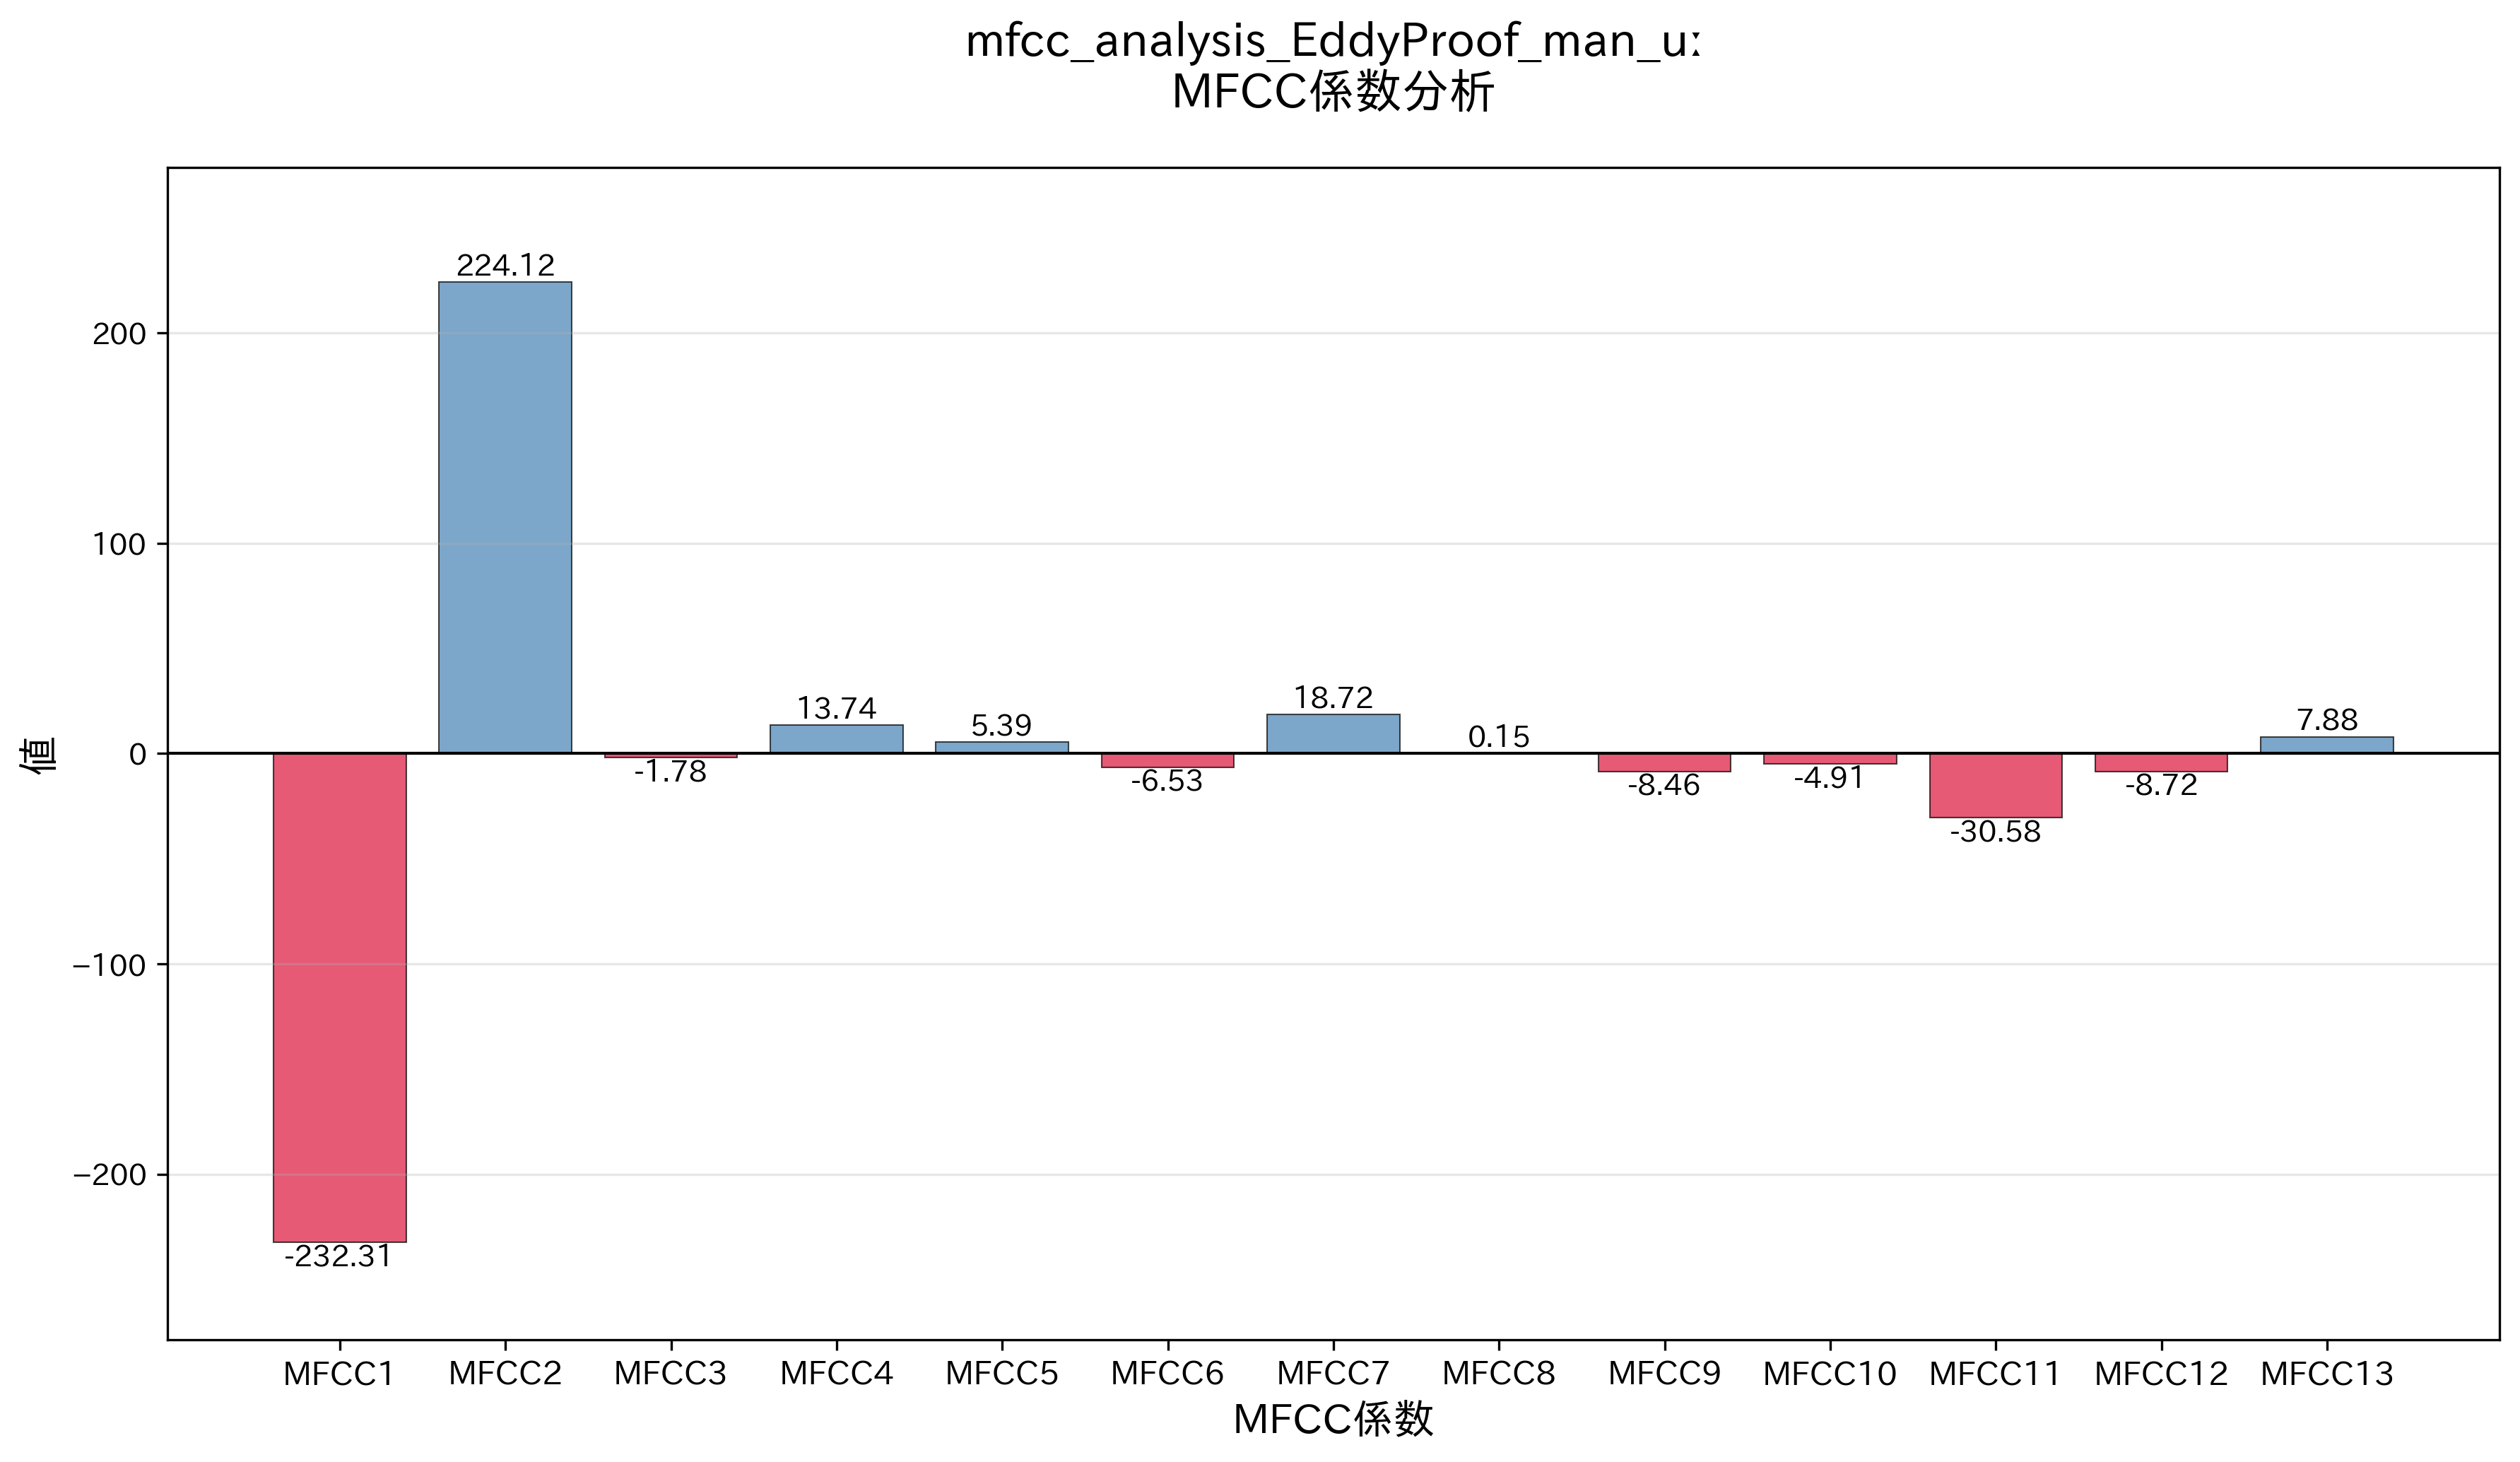 mfcc_analysis_EddyProof_man_uː
MFCC係数分析
値
200
100
0
−100
−200
-232.31
224.12
-1.78
13.74
5.39
-6.53
18.72
0.15
-8.46
-4.91
-30.58
-8.72
7.88
MFCC1
MFCC2
MFCC3
MFCC4
MFCC5
MFCC6
MFCC7
MFCC8
MFCC9
MFCC10
MFCC11
MFCC12
MFCC13
MFCC係数